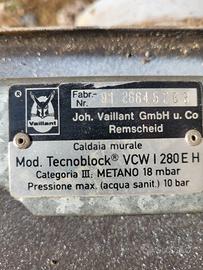 ®
Vaillant
Fabr.-
Nr.
Joh. Vaillant GmbH u. Co
Remscheid
Caldaia murale
Mod. Tecnoblock® VCW I 280 E H
Categoria III: METANO 18 mbar
Pressione max. (acqua sanit.) 10 bar